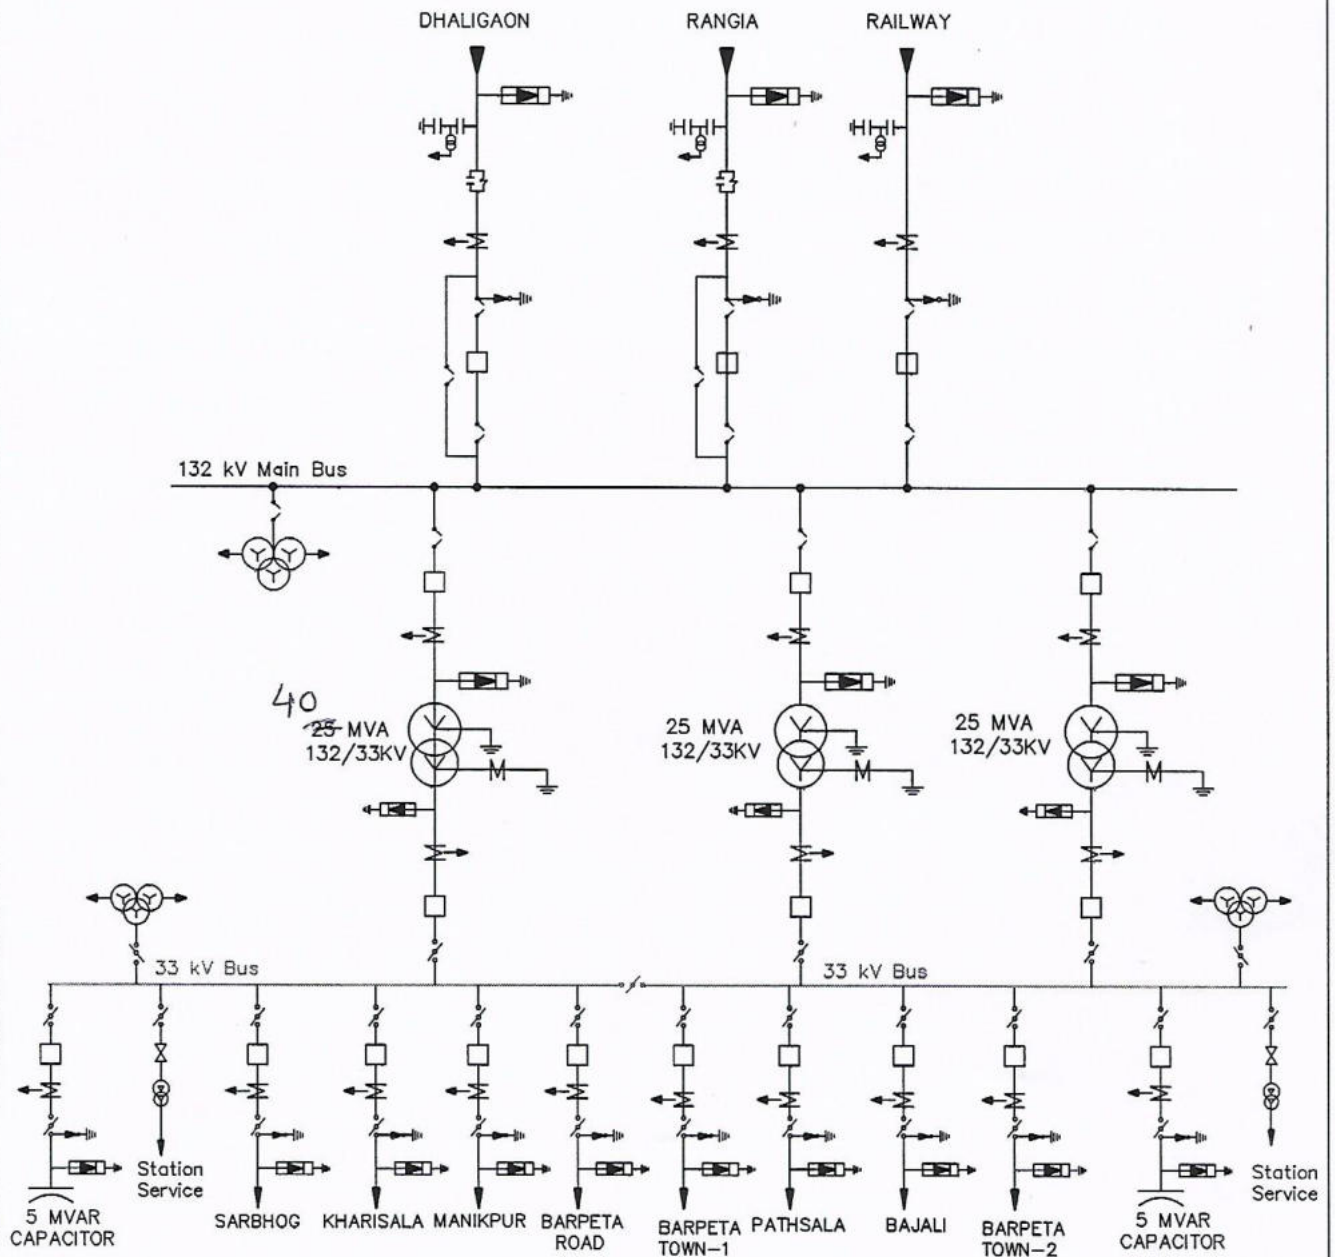 DHALIGAON
RANGIA
RAILWAY
132 kV Main Bus
40
25 MVA
132/33KV
25 MVA
132/33KV
25 MVA
132/33KV
33 kV Bus
33 kV Bus
5 MVAR
CAPACITOR
Station
Service
SARBHOG
KHARISALA
MANIKPUR
BARPETA
ROAD
BARPETA
TOWN-1
PATHSALA
BAJALI
BARPETA
TOWN-2
5 MVAR
CAPACITOR
Station
Service